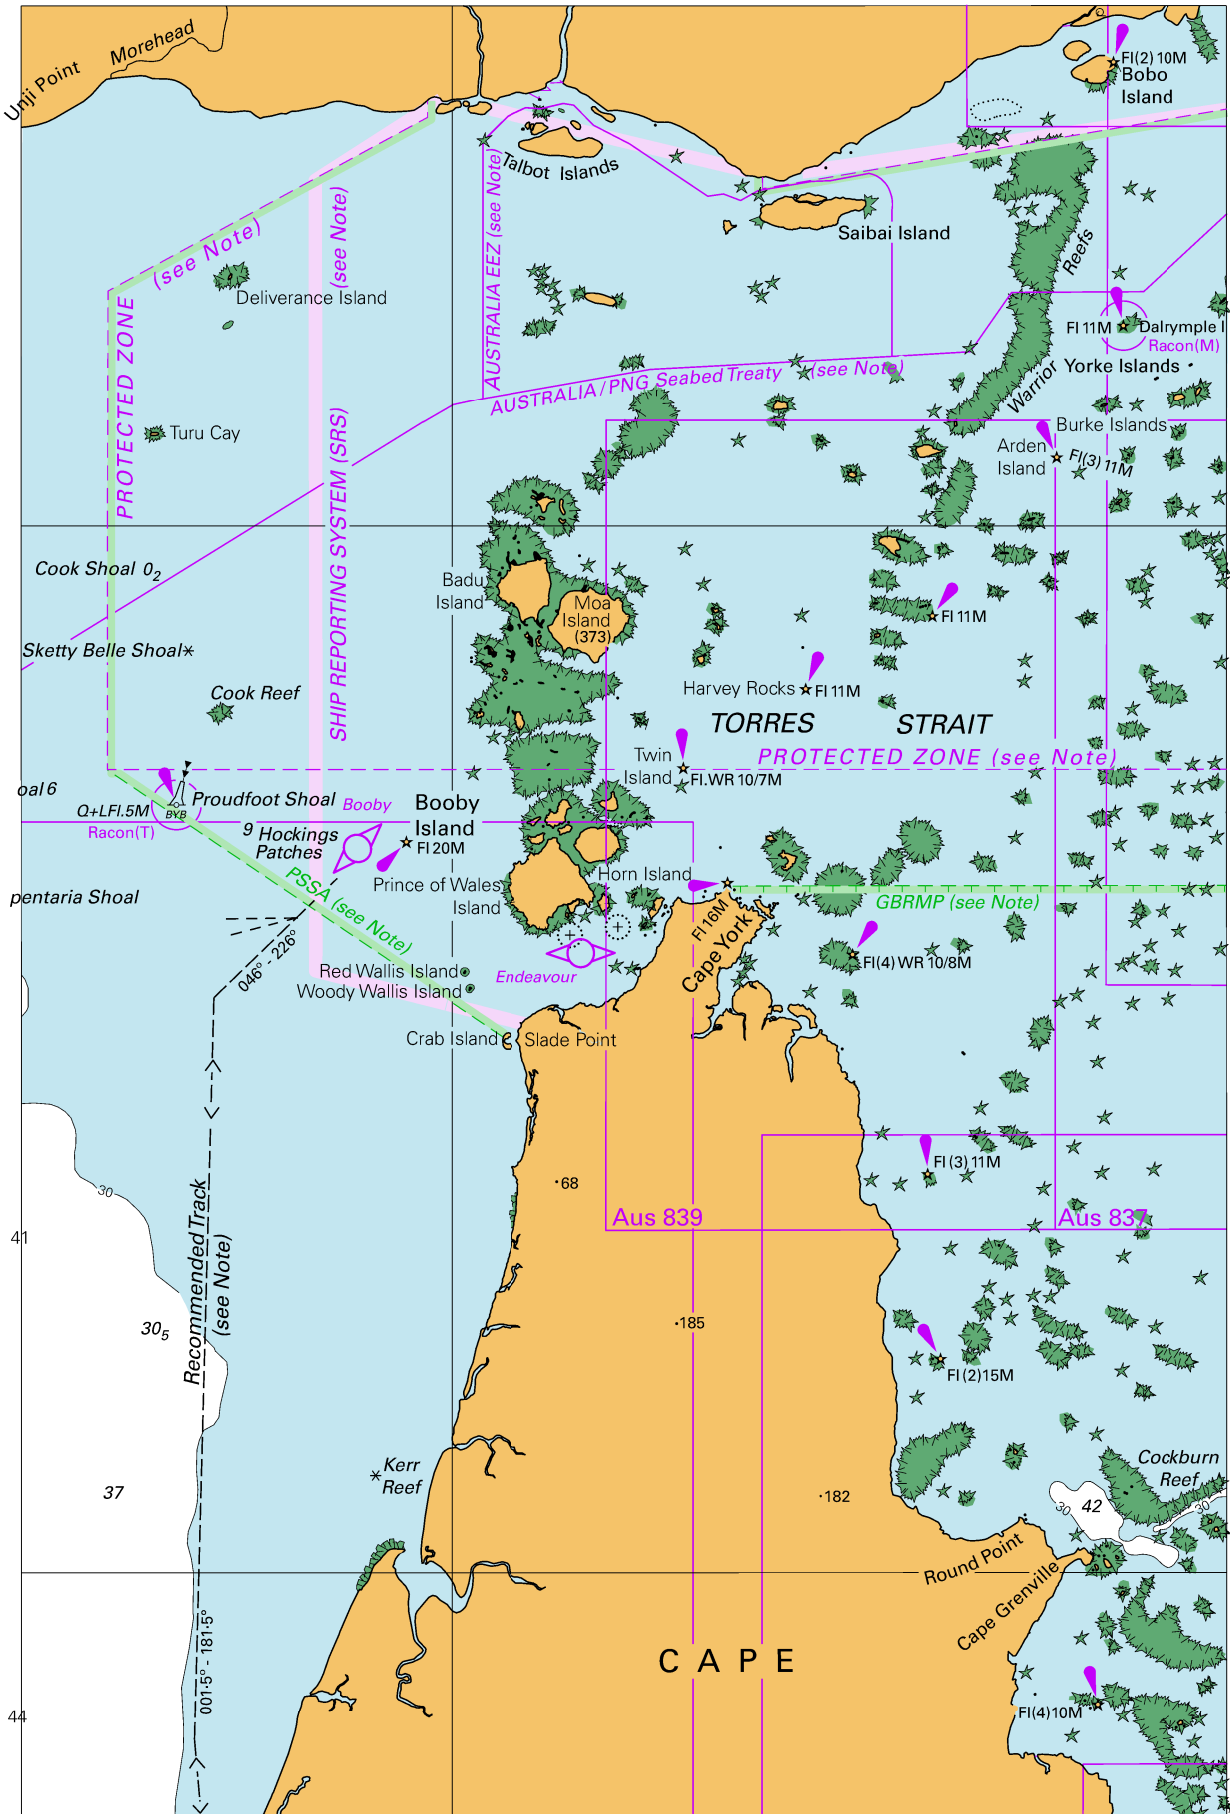 Morehead
Unji Point
Fl(2)10M
Bobo
Island
Talbot Islands
Saibai Island
Reefs
(see Note)
(see Note)
AUSTRALIA EEZ (see Note)
Deliverance Island
Fl 11M
Dalrymple I
Racon(M)
Yorke Islands
PROTECTED ZONE
AUSTRALIA/PNG Seabed Treaty (see Note)
Warrior
Turu Cay
Burke Islands
Arden
Island
Fl(3)11M
SHIP REPORTING SYSTEM (SRS)
Cook Shoal 0₂
Badu
Island
Moa
Island
(373)
Fl 11M
Sketty Belle Shoal
Cook Reef
Harvey Rocks
Fl 11M
TORRES STRAIT
PROTECTED ZONE (see Note)
Twin
Island
Fl.WR 10/7M
oal 6
Q+LFl.5M
BYB
Racon(T)
Proudfoot Shoal
Booby
Booby
Island
Fl 20M
9 Hockings
Patches
Horn Island
Prince of Wales
Island
pentaria Shoal
PSSA (see Note)
GBRMP (see Note)
Fl 16M
Cape York
Fl(4)WR 10/8M
046° - 226°
Endeavour
Red Wallis Island
Woody Wallis Island
Crab Island
Slade Point
Fl(3)11M
30
68
Aus 839
Aus 837
41
Recommended Track
(see Note)
30₅
185
Fl(2)15M
Kerr
Reef
Cockburn
Reef
37
182
30
42
30
Round Point
Cape Grenville
CAPE
001·5° - 181·5°
Fl(4)10M
44